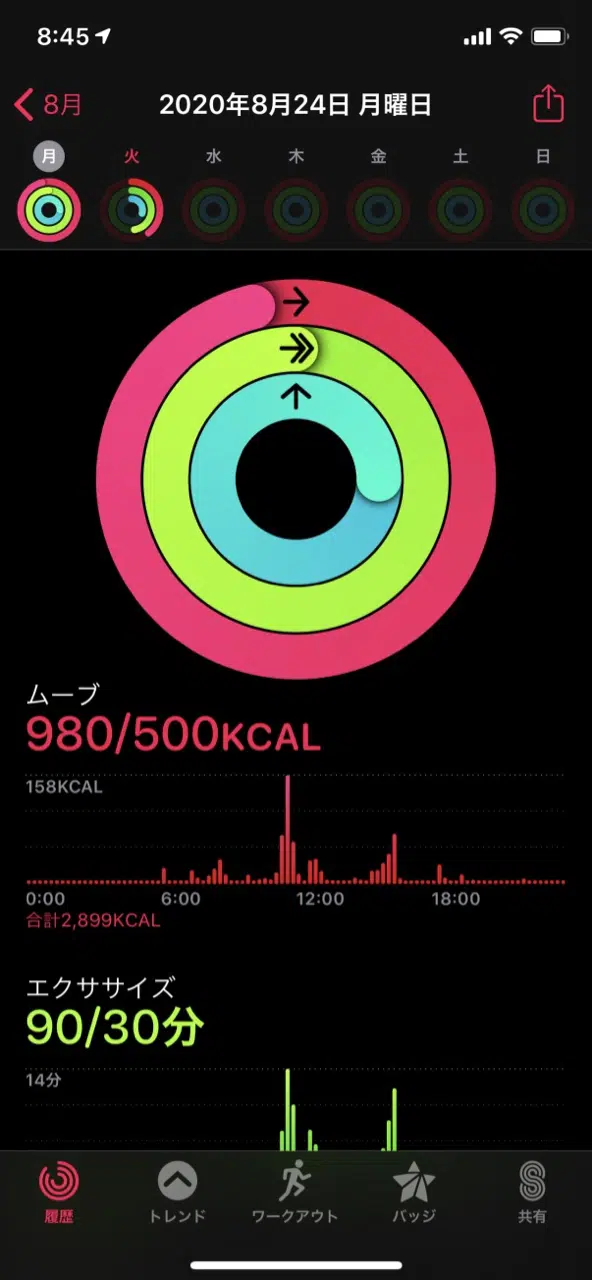 8:45
8月
2020年8月24日 月曜日
月 火 水 木 金 土 日
ムーブ
980/500KCAL
158KCAL
0:00 6:00 12:00 18:00
合計2,899KCAL
エクササイズ
90/30分
14分
履歴 トレンド ワークアウト バッジ 共有